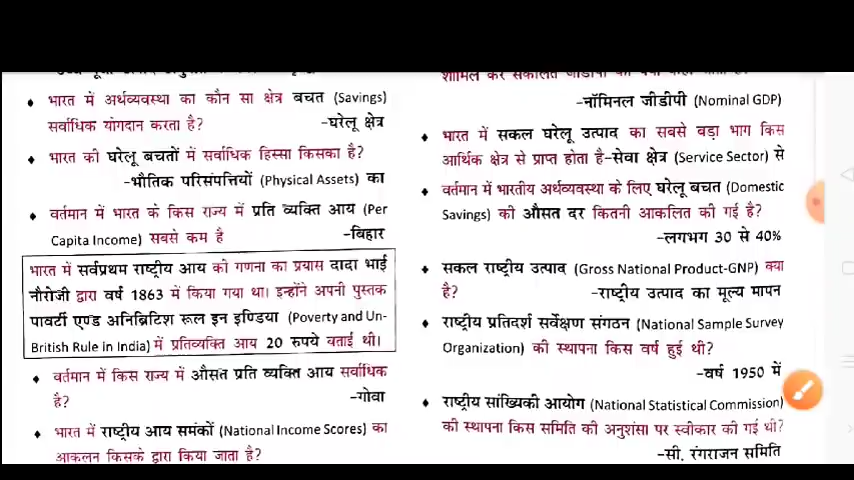 भारत में अर्थव्यवस्था का कौन सा क्षेत्र बचत (Savings)
सर्वाधिक योगदान करता है? -घरेलू क्षेत्र
भारत की घरेलू बचतों में सर्वाधिक हिस्सा किसका है?
-भौतिक परिसंपत्तियों (Physical Assets) का
वर्तमान में भारत के किस राज्य में प्रति व्यक्ति आय (Per
Capita Income) सबसे कम है -बिहार
भारत में सर्वप्रथम राष्ट्रीय आय को गणना का प्रयास दादा भाई
नौरोजी द्वारा वर्ष 1863 में किया गया था। इन्होंने अपनी पुस्तक
पावर्टी एण्ड अनिब्रिटिश रूल इन इण्डिया (Poverty and Un-
British Rule in India) में प्रतिव्यक्ति आय 20 रुपये बताई थी।
वर्तमान में किस राज्य में औसत प्रति व्यक्ति आय सर्वाधिक
है? -गोवा
भारत में राष्ट्रीय आय समंकों (National Income Scores) का
आकलन किसके द्वारा किया जाता है?
शामिल कर संकलित जीडीपी को क्या कहा जाता है?
-नॉमिनल जीडीपी (Nominal GDP)
भारत में सकल घरेलू उत्पाद का सबसे बड़ा भाग किस
आर्थिक क्षेत्र से प्राप्त होता है-सेवा क्षेत्र (Service Sector) से
वर्तमान में भारतीय अर्थव्यवस्था के लिए घरेलू बचत (Domestic
Savings) की औसत दर कितनी आकलित की गई है?
-लगभग 30 से 40%
सकल राष्ट्रीय उत्पाद (Gross National Product-GNP) क्या
है? -राष्ट्रीय उत्पाद का मूल्य मापन
राष्ट्रीय प्रतिदर्श सर्वेक्षण संगठन (National Sample Survey
Organization) की स्थापना किस वर्ष हुई थी?
-वर्ष 1950 में
राष्ट्रीय सांख्यिकी आयोग (National Statistical Commission)
की स्थापना किस समिति की अनुशंसा पर स्वीकार की गई थी?
-सी. रंगराजन समिति